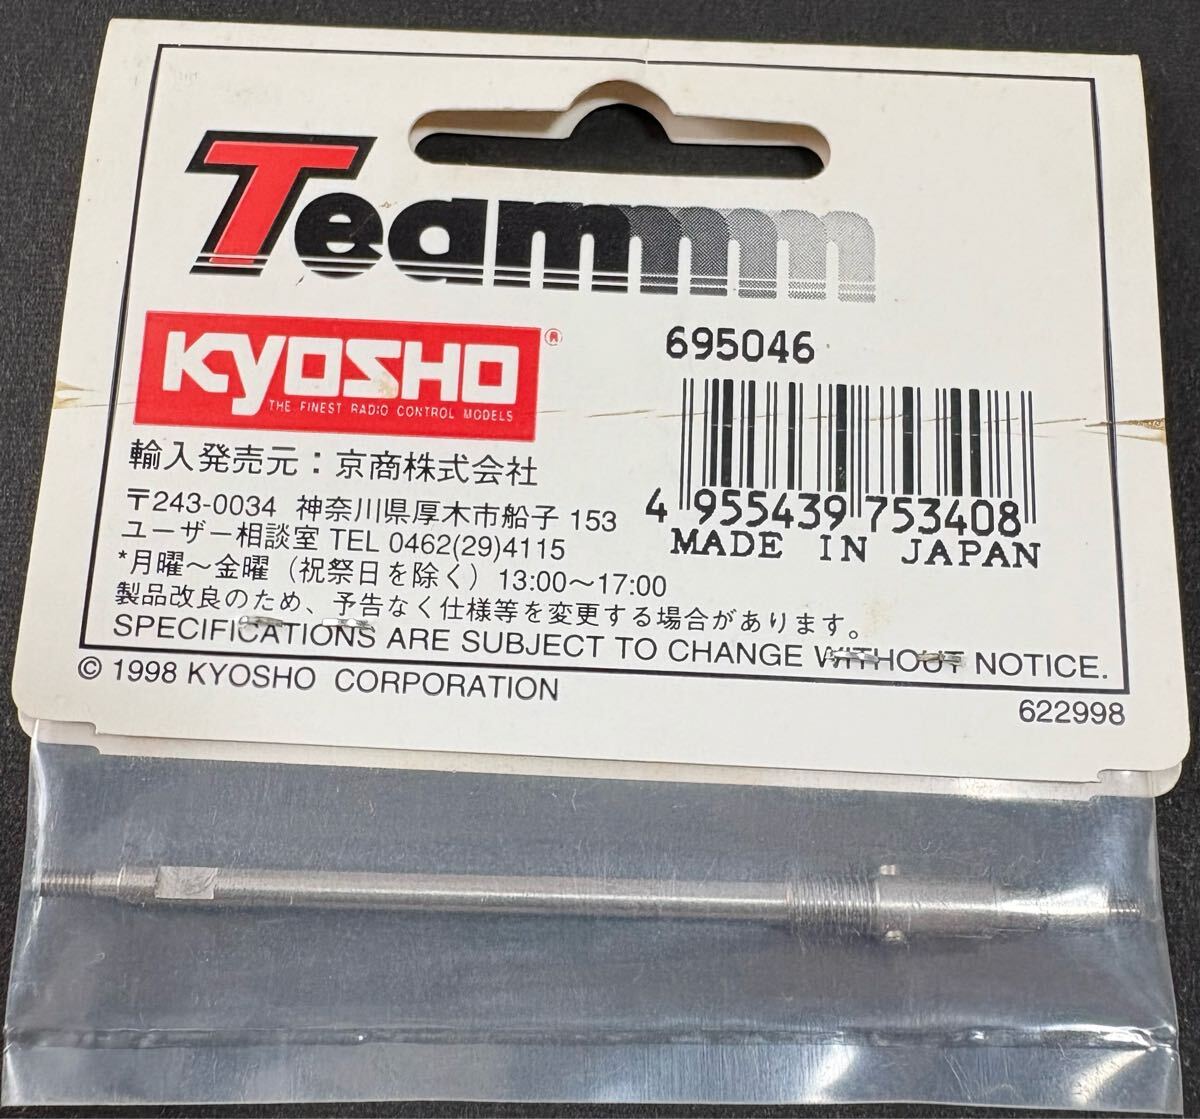 Team
KYOSHO ®
THE FINEST RADIO CONTROL MODELS
695046
4 955439 753408
MADE IN JAPAN
輸入発売元：京商株式会社
〒243-0034 神奈川県厚木市船子 153
ユーザー相談室 TEL 0462(29)4115
*月曜～金曜（祝祭日を除く）13:00～17:00
製品改良のため、予告なく仕様等を変更する場合があります。
SPECIFICATIONS ARE SUBJECT TO CHANGE WITHOUT NOTICE.
© 1998 KYOSHO CORPORATION
622998